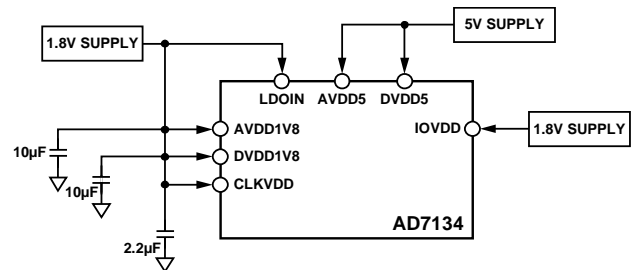 1.8V SUPPLY
5V SUPPLY
LDOIN AVDD5 DVDD5
AVDD1V8
IOVDD
1.8V SUPPLY
10µF
DVDD1V8
10µF
CLKVDD
AD7134
2.2µF